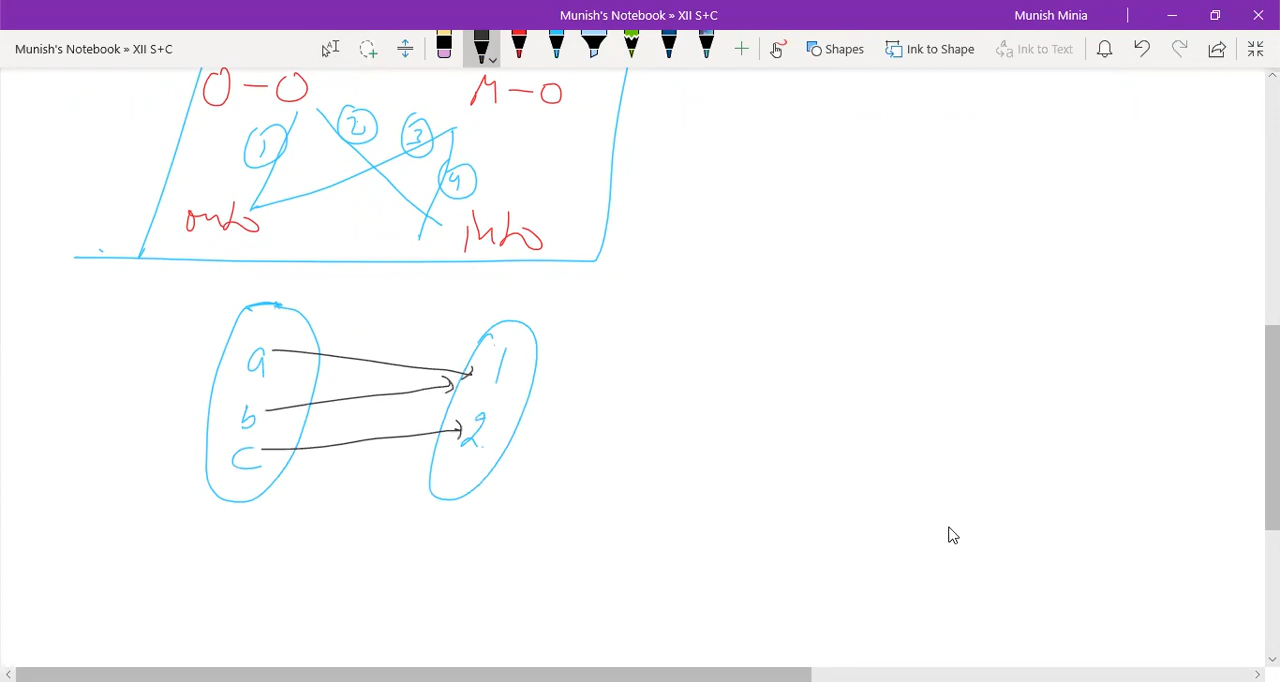 Munish's Notebook » XII S+C
Munish Minia
Munish's Notebook » XII S+C
Shapes
Ink to Shape
Ink to Text
O - O M - O
1 2 3 4
onto into
a 1
b 2
c